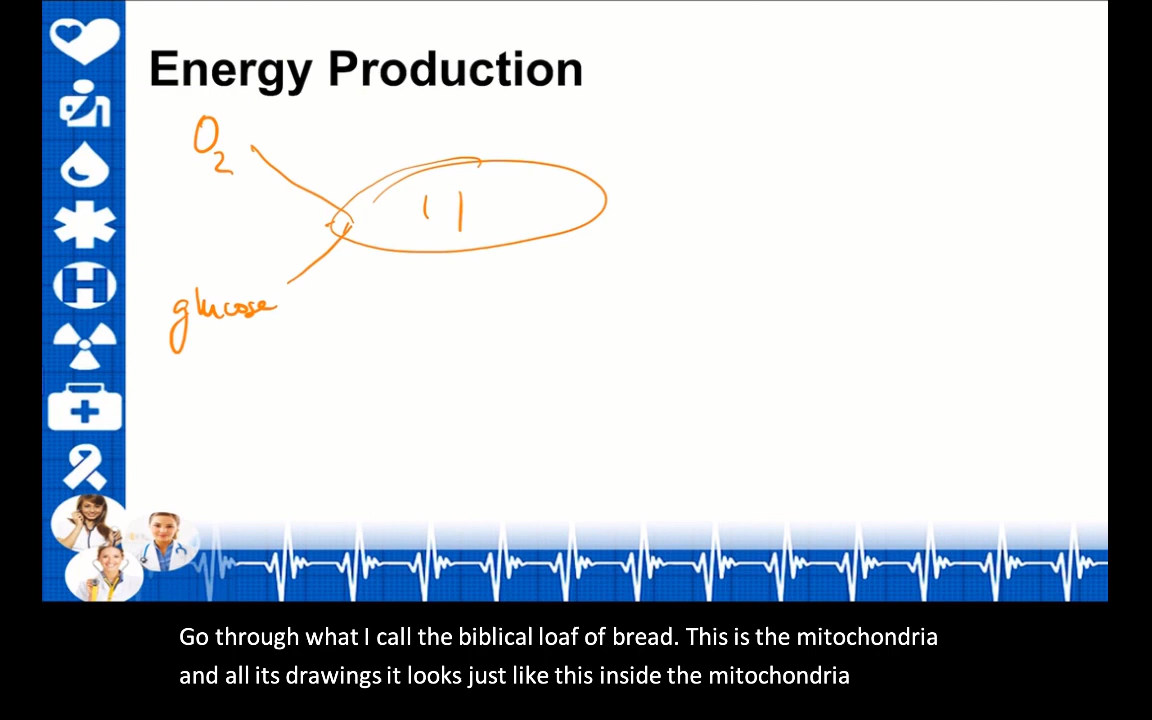 Energy Production
O2
glucose
H
Go through what I call the biblical loaf of bread. This is the mitochondria
and all its drawings it looks just like this inside the mitochondria